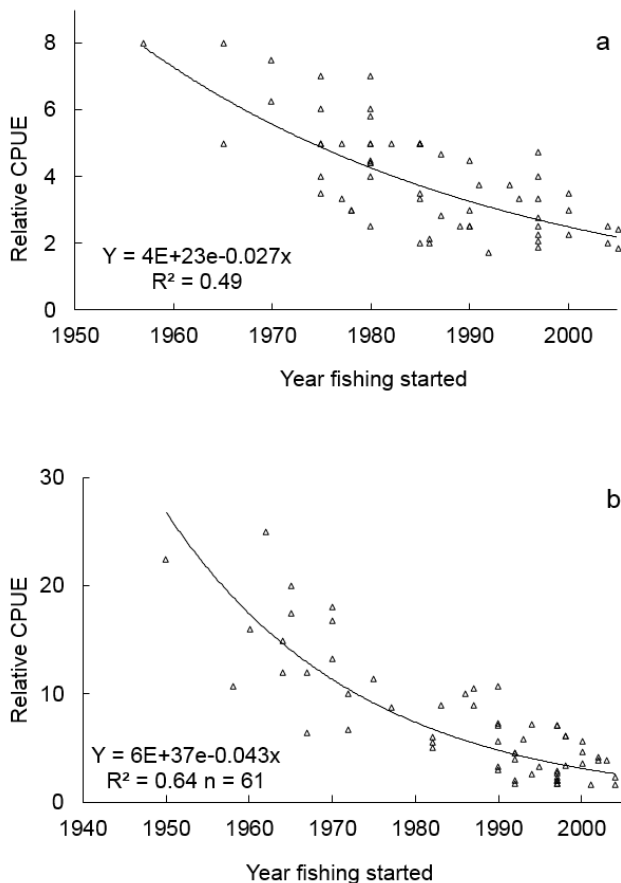 a
8
6
4
2
0
Relative CPUE
Y = 4E+23e-0.027x
R² = 0.49
1950 1960 1970 1980 1990 2000
Year fishing started
b
30
20
10
0
Relative CPUE
Y = 6E+37e-0.043x
R² = 0.64 n = 61
1940 1950 1960 1970 1980 1990 2000
Year fishing started